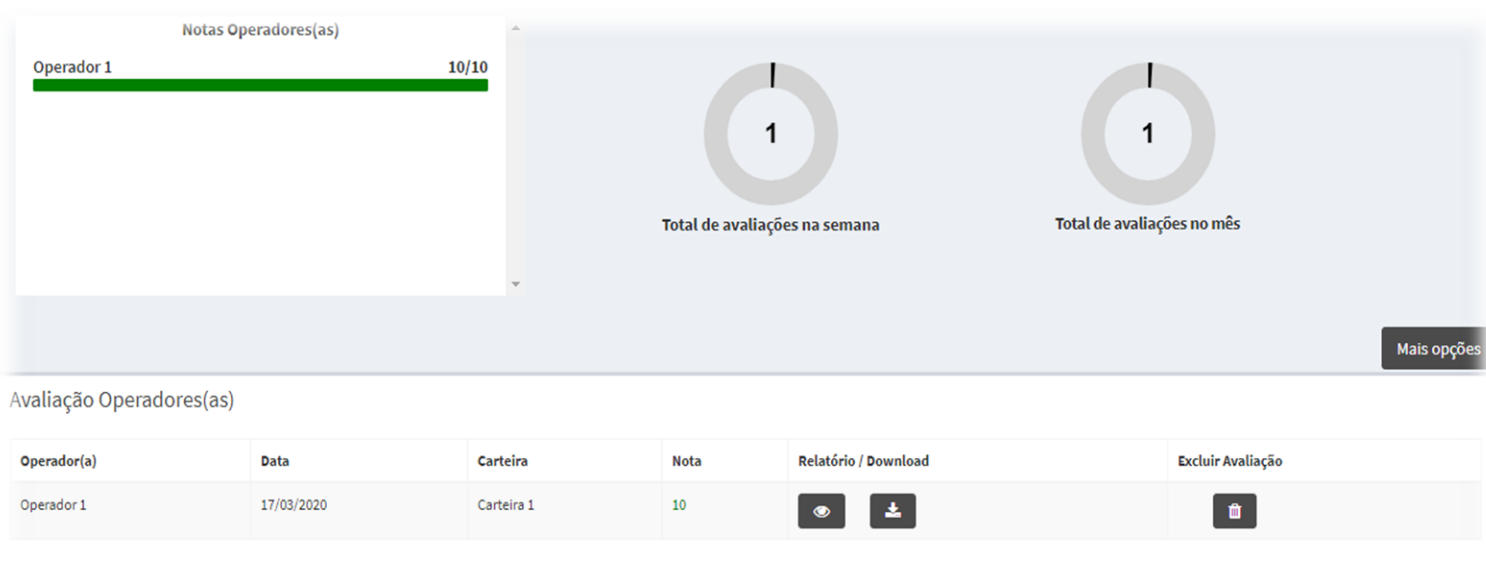 Notas Operadores(as)
Operador 1 10/10
1
1
Total de avaliações na semana
Total de avaliações no mês
Mais opções
Avaliação Operadores(as)
Operador(a) Data Carteira Nota Relatório / Download Excluir Avaliação
Operador 1 17/03/2020 Carteira 1 10